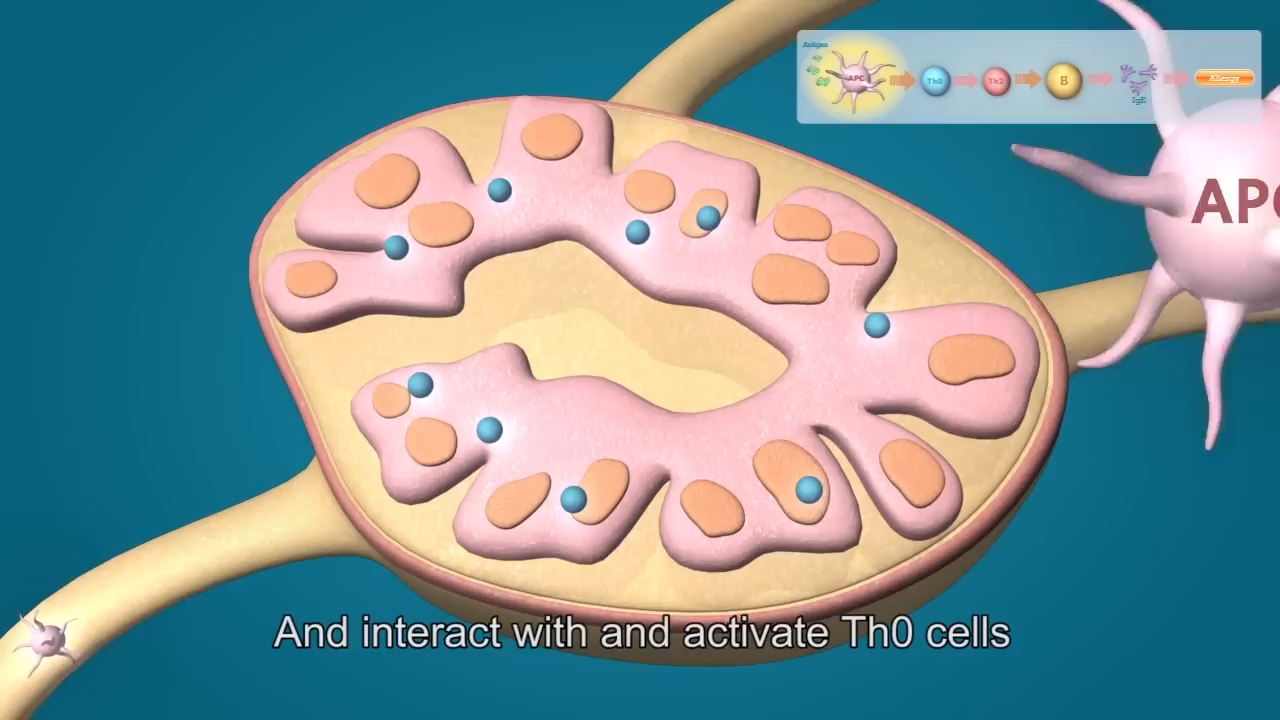 Antigen
APC
Th0
Th2
B
IgE
Allergy
APC
And interact with and activate Th0 cells